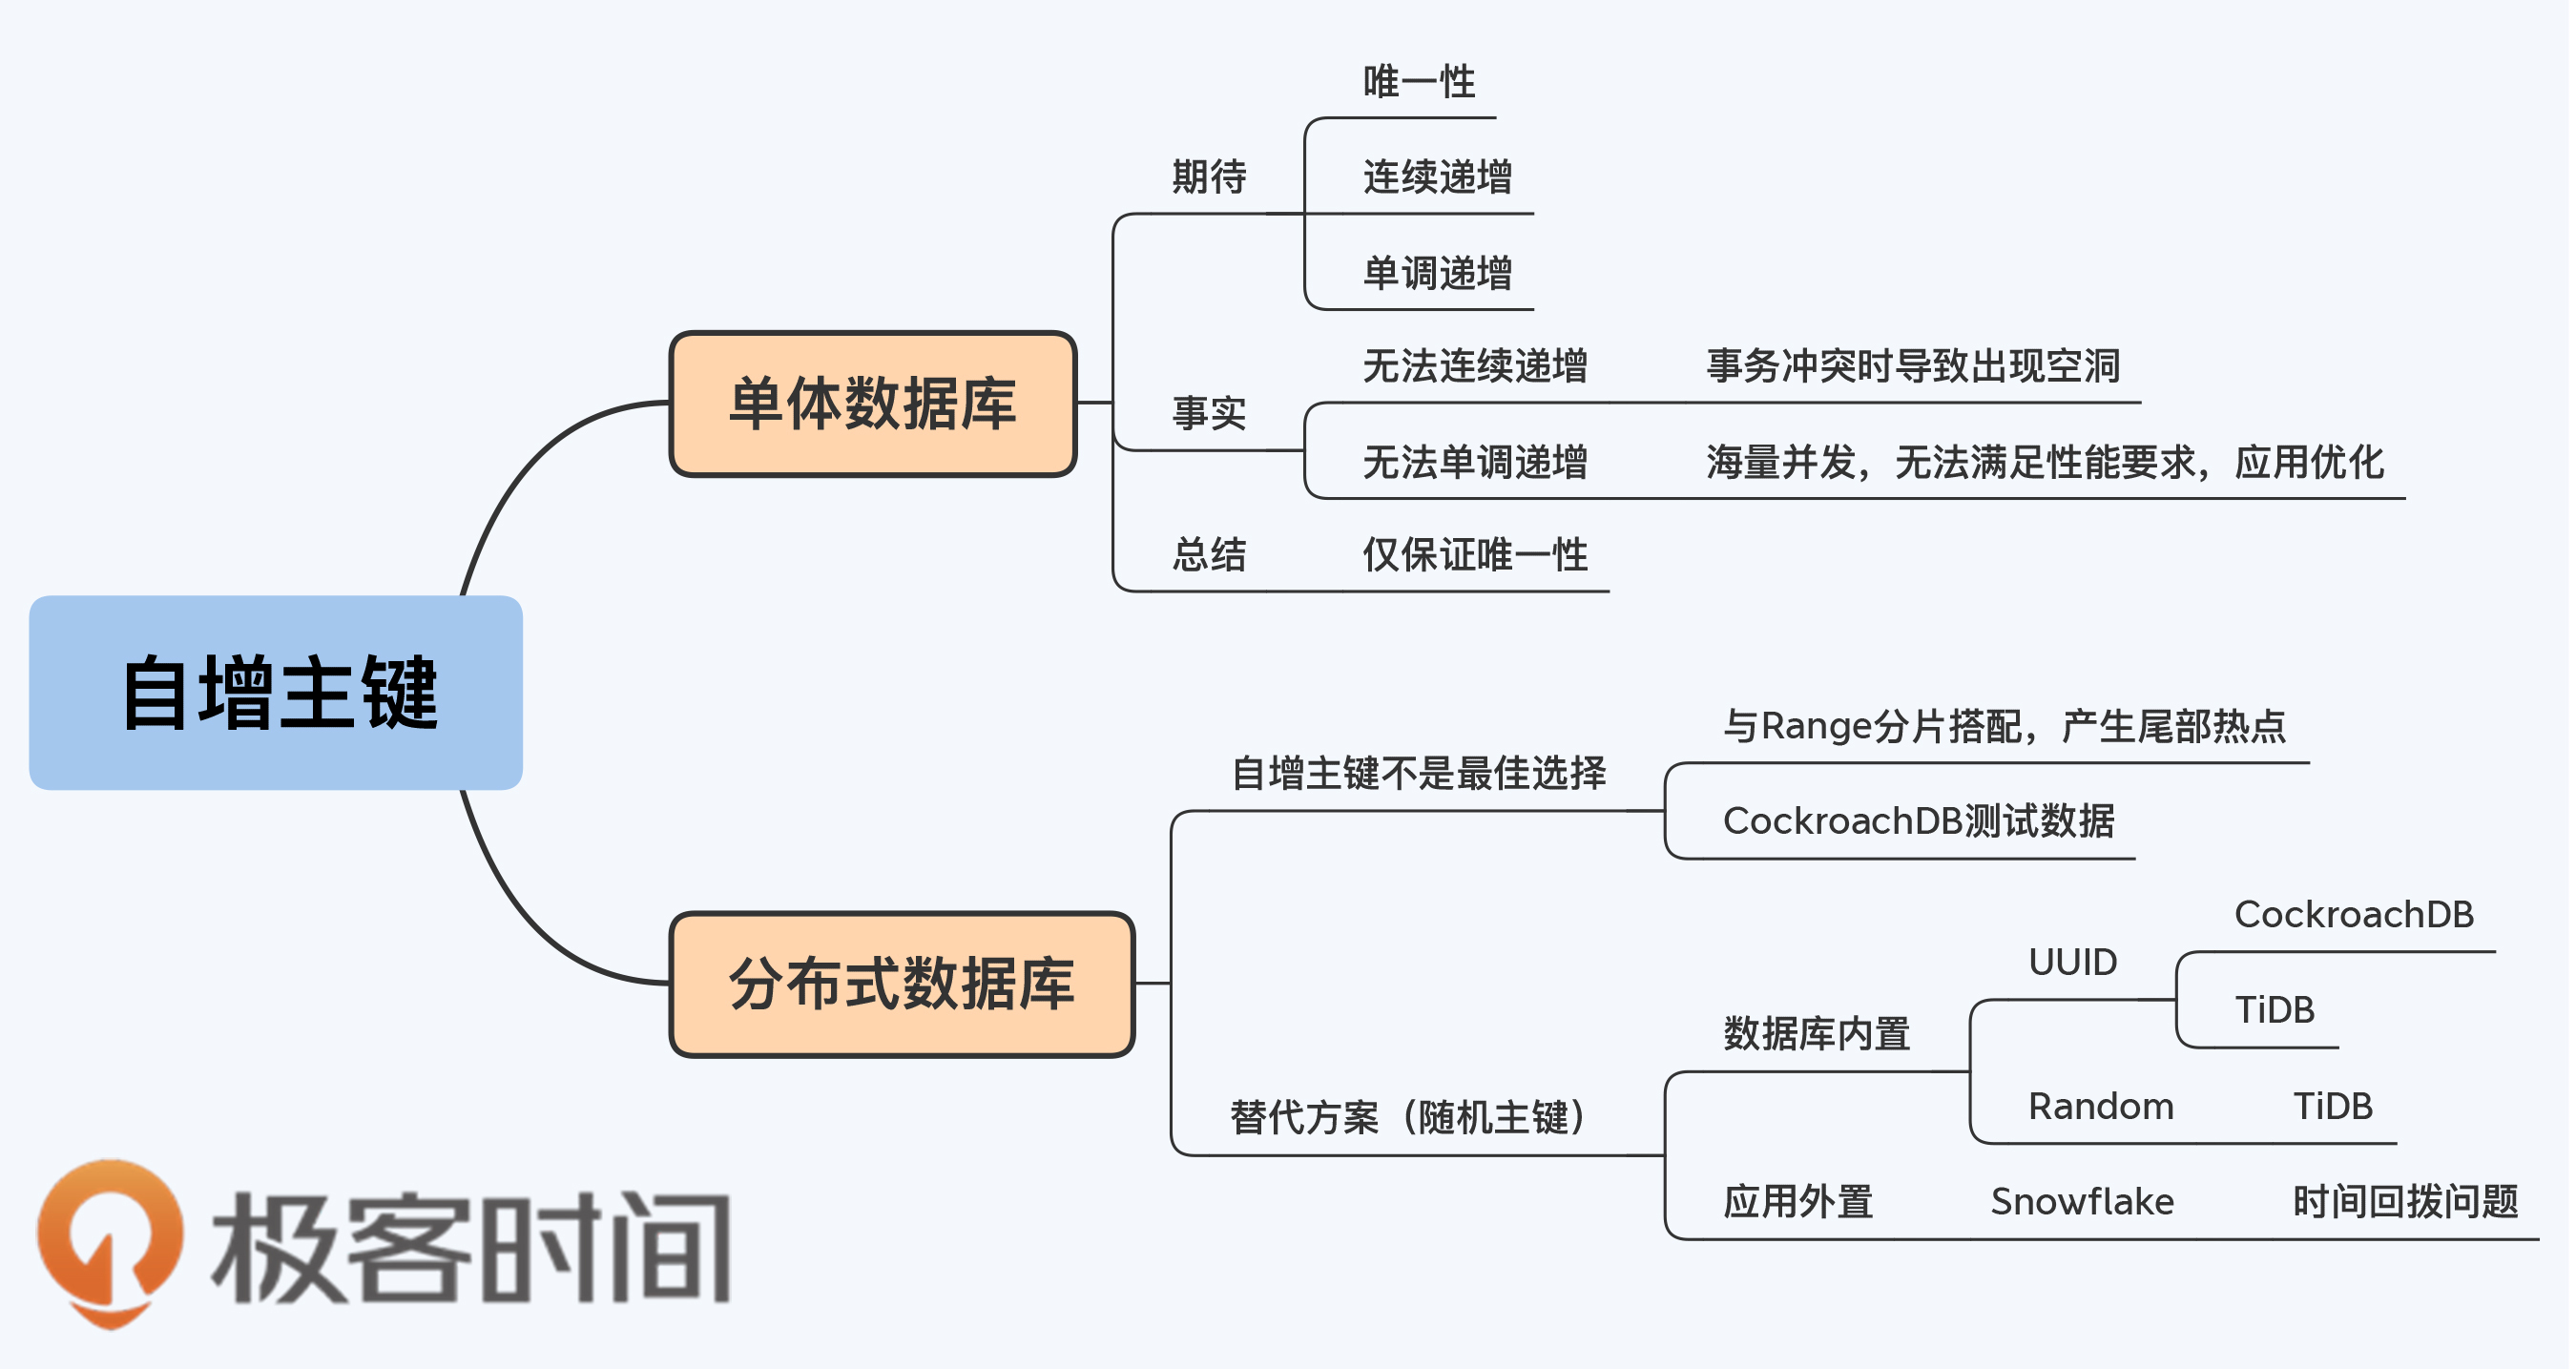 自增主键
单体数据库
期待
唯一性
连续递增
单调递增
事实
无法连续递增
事务冲突时导致出现空洞
无法单调递增
海量并发，无法满足性能要求，应用优化
总结
仅保证唯一性
分布式数据库
自增主键不是最佳选择
与Range分片搭配，产生尾部热点
CockroachDB测试数据
替代方案（随机主键）
数据库内置
UUID
CockroachDB
TiDB
Random
TiDB
应用外置
Snowflake
时间回拨问题
极客时间